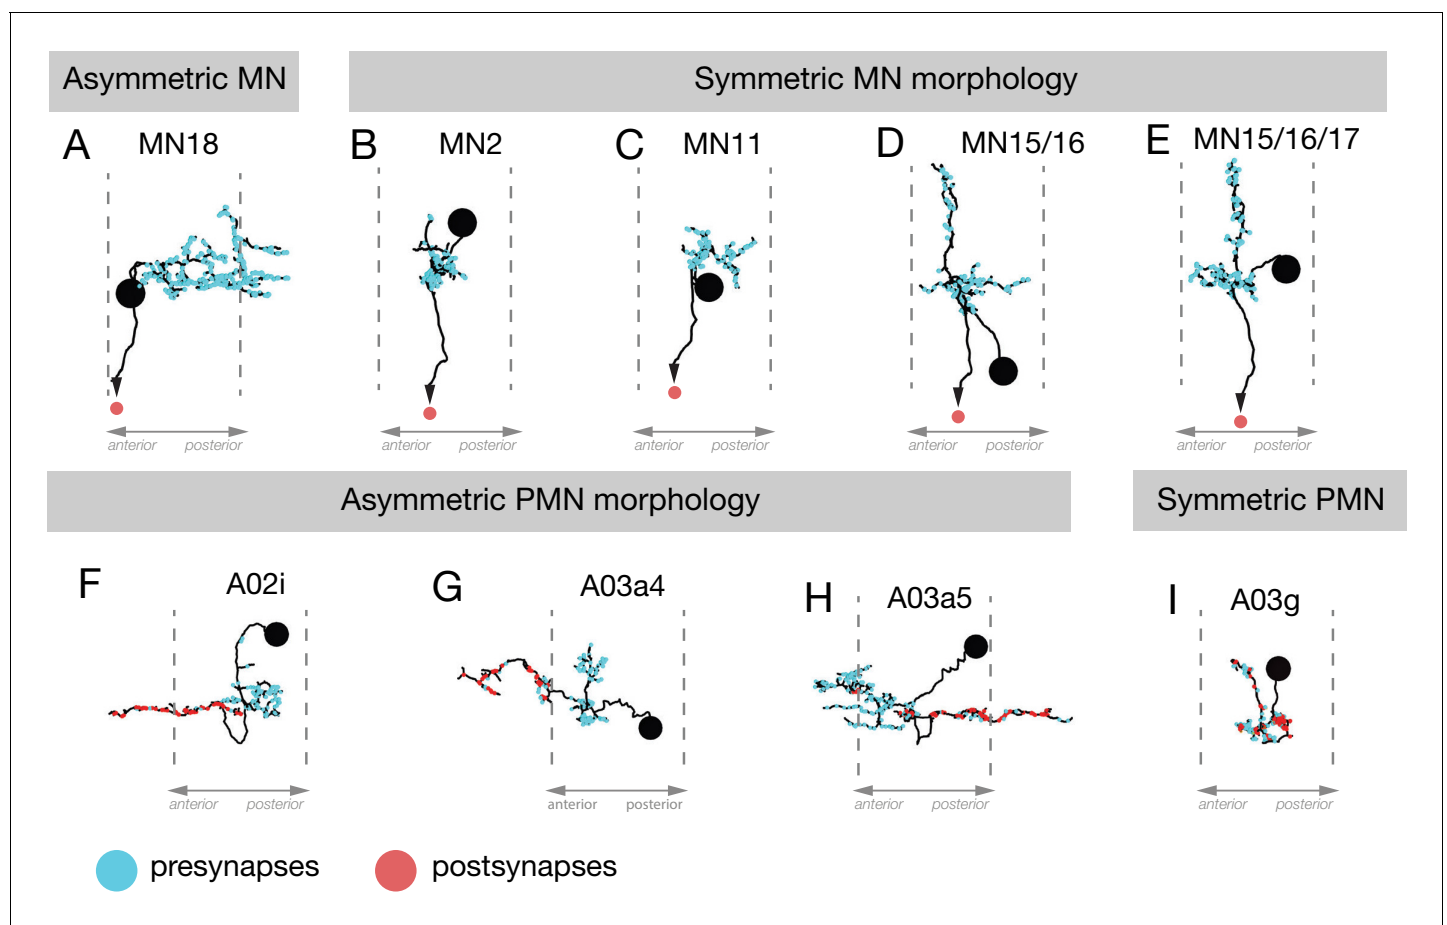 Asymmetric MN
Symmetric MN morphology
A
MN18
B
MN2
C
MN11
D
MN15/16
E
MN15/16/17
anterior posterior
anterior posterior
anterior posterior
anterior posterior
anterior posterior
Asymmetric PMN morphology
Symmetric PMN
F
A02i
G
A03a4
H
A03a5
I
A03g
anterior posterior
anterior posterior
anterior posterior
anterior posterior
presynapses
postsynapses